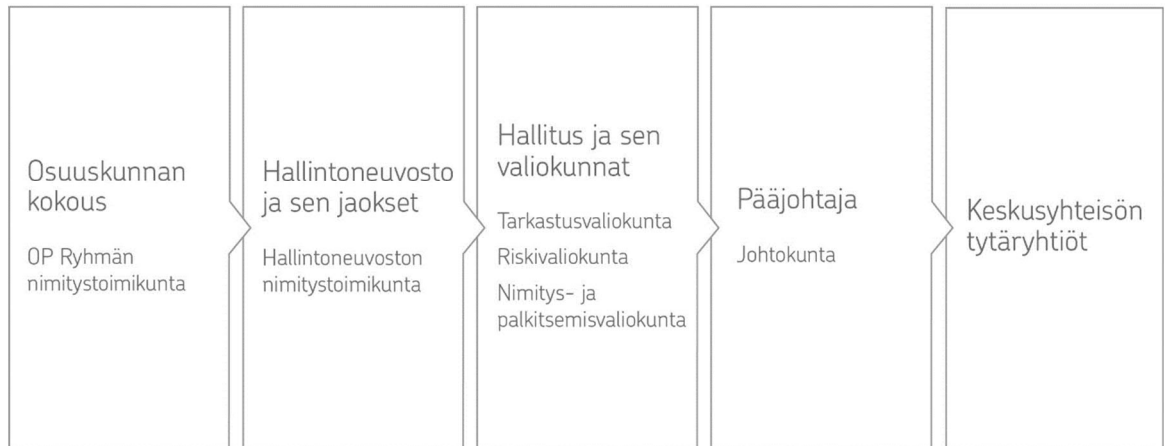 Osuuskunnan
kokous
OP Ryhmän
nimitystoimikunta
Hallintoneuvosto
ja sen jaokset
Hallintoneuvoston
nimitystoimikunta
Hallitus ja sen
valiokunnat
Tarkastusvaliokunta
Riskivaliokunta
Nimitys- ja
palkitsemisvaliokunta
Pääjohtaja
Johtokunta
Keskusyhteisön
tytäryhtiöt